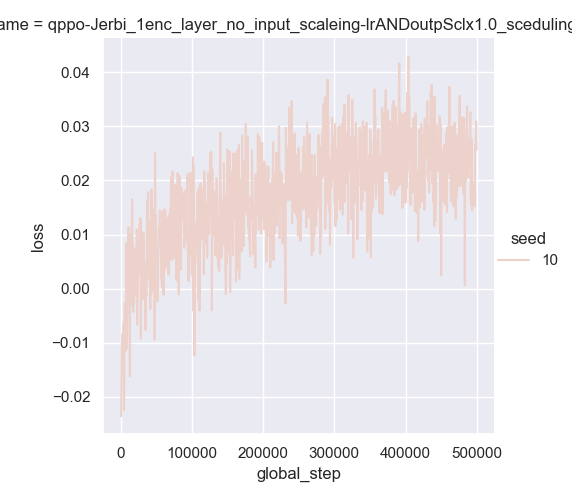 ame = qppo-Jerbi_1enc_layer_no_input_scaleing-lrANDoutpSclx1.0_sceduling
0.04
0.03
0.02
0.01
0.00
−0.01
−0.02
loss
seed
10
0 100000 200000 300000 400000 500000
global_step